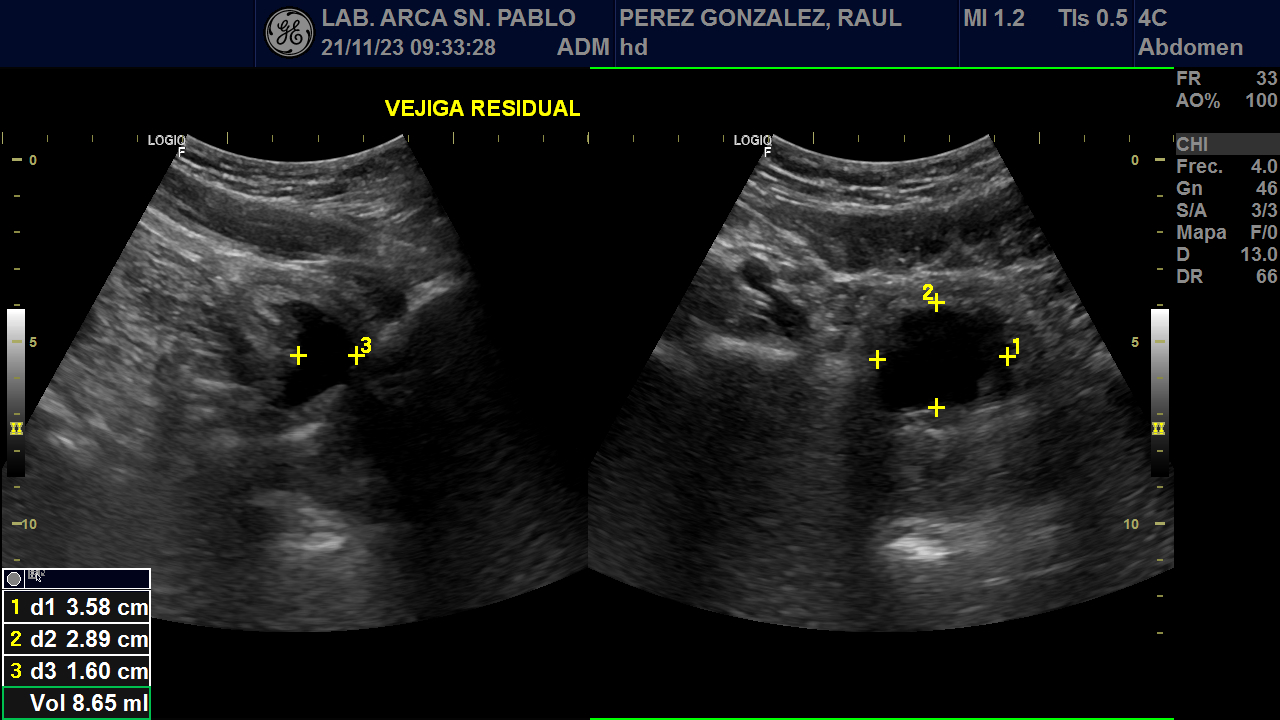 LAB. ARCA SN. PABLO
21/11/23 09:33:28 ADM
PEREZ GONZALEZ, RAUL
hd
MI 1.2 TIs 0.5
4C
Abdomen
FR 33
AO% 100
CHI
Frec. 4.0
Gn 46
S/A 3/3
Mapa F/0
D 13.0
DR 66
VEJIGA RESIDUAL
LOGIQ
F
LOGIQ
F
0
5
10
3
0
5
10
2
1
1 d1 3.58 cm
2 d2 2.89 cm
3 d3 1.60 cm
Vol 8.65 ml